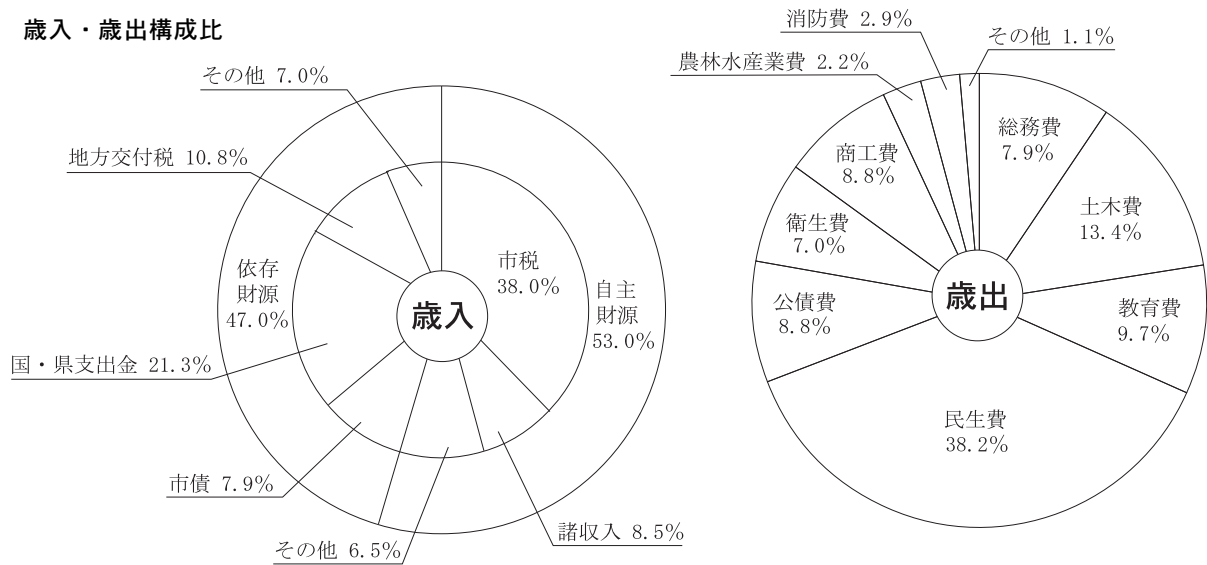 歳入・歳出構成比
その他 7.0%
地方交付税 10.8%
依存
財源
47.0%
国・県支出金 21.3%
市債 7.9%
その他 6.5%
諸収入 8.5%
市税
38.0%
自主
財源
53.0%
歳入
消防費 2.9%
農林水産業費 2.2%
その他 1.1%
総務費
7.9%
商工費
8.8%
土木費
13.4%
衛生費
7.0%
公債費
8.8%
歳出
教育費
9.7%
民生費
38.2%